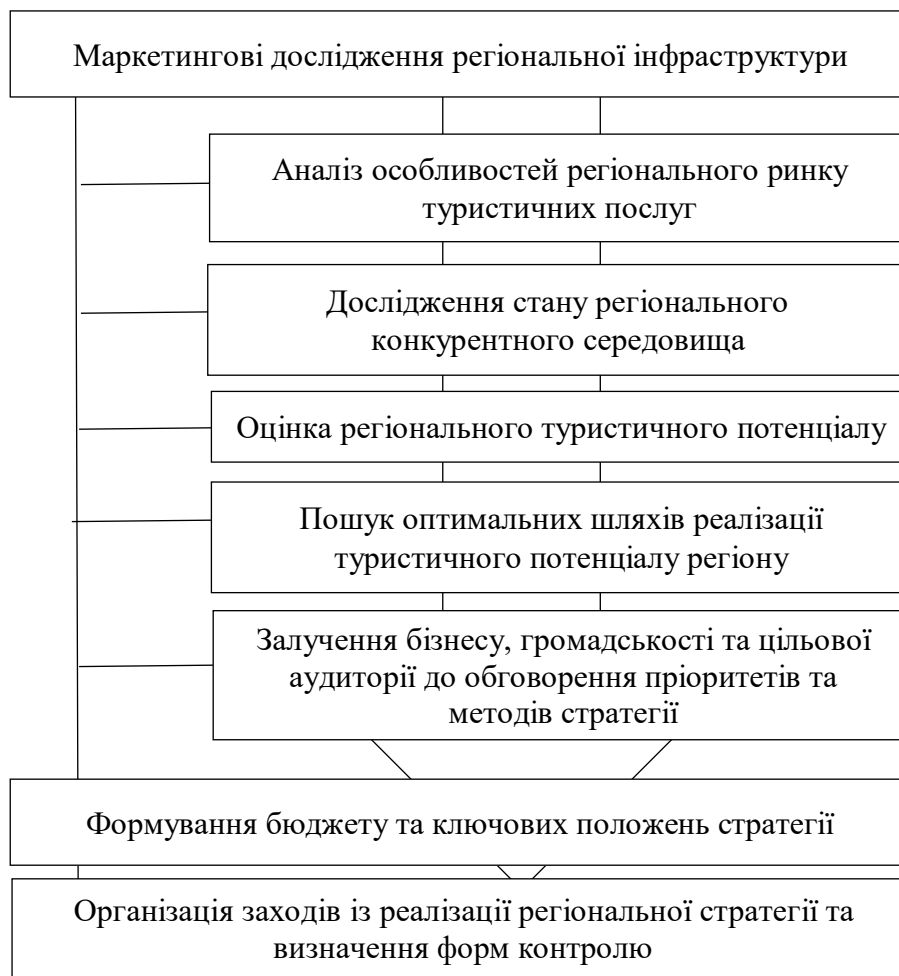 Маркетингові дослідження регіональної інфраструктури
Аналіз особливостей регіонального ринку
туристичних послуг
Дослідження стану регіонального
конкурентного середовища
Оцінка регіонального туристичного потенціалу
Пошук оптимальних шляхів реалізації
туристичного потенціалу регіону
Залучення бізнесу, громадськості та цільової
аудиторії до обговорення пріоритетів та
методів стратегії
Формування бюджету та ключових положень стратегії
Організація заходів із реалізації регіональної стратегії та
визначення форм контролю